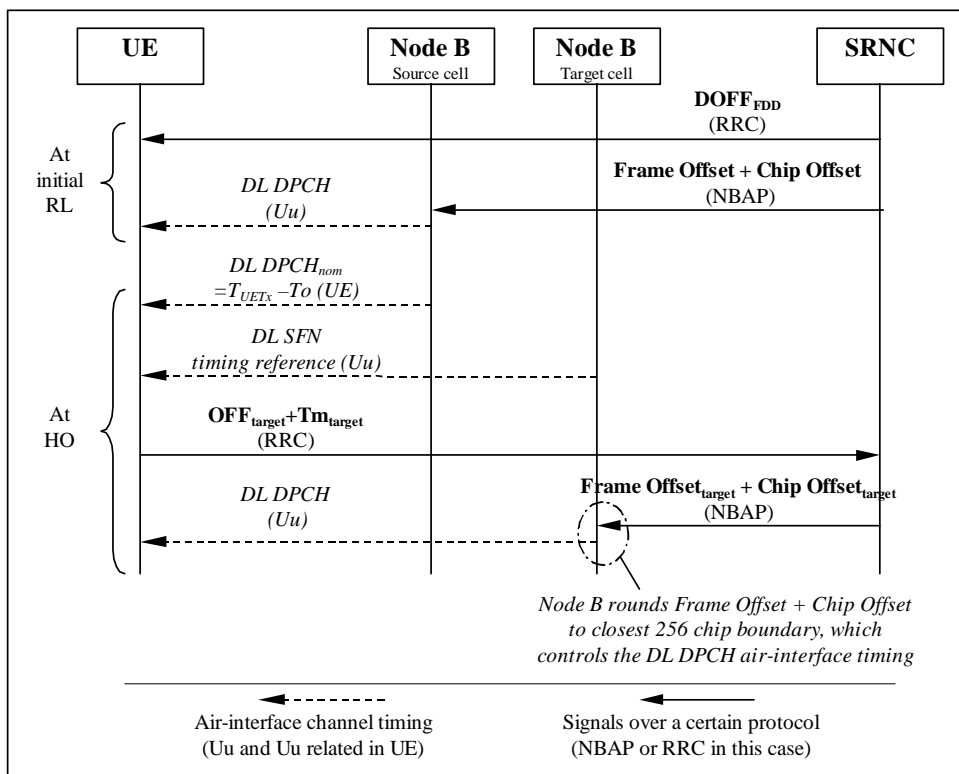 UE
Node B
Source cell
Node B
Target cell
SRNC
DOFF_FDD
(RRC)
At
initial
RL
Frame Offset + Chip Offset
(NBAP)
DL DPCH
(Uu)
DL DPCH_nom
=T_UETx –To (UE)
DL SFN
timing reference (Uu)
At
HO
OFF_target+Tm_target
(RRC)
Frame Offset_target + Chip Offset_target
(NBAP)
DL DPCH
(Uu)
Node B rounds Frame Offset + Chip Offset
to closest 256 chip boundary, which
controls the DL DPCH air-interface timing
Air-interface channel timing
(Uu and Uu related in UE)
Signals over a certain protocol
(NBAP or RRC in this case)